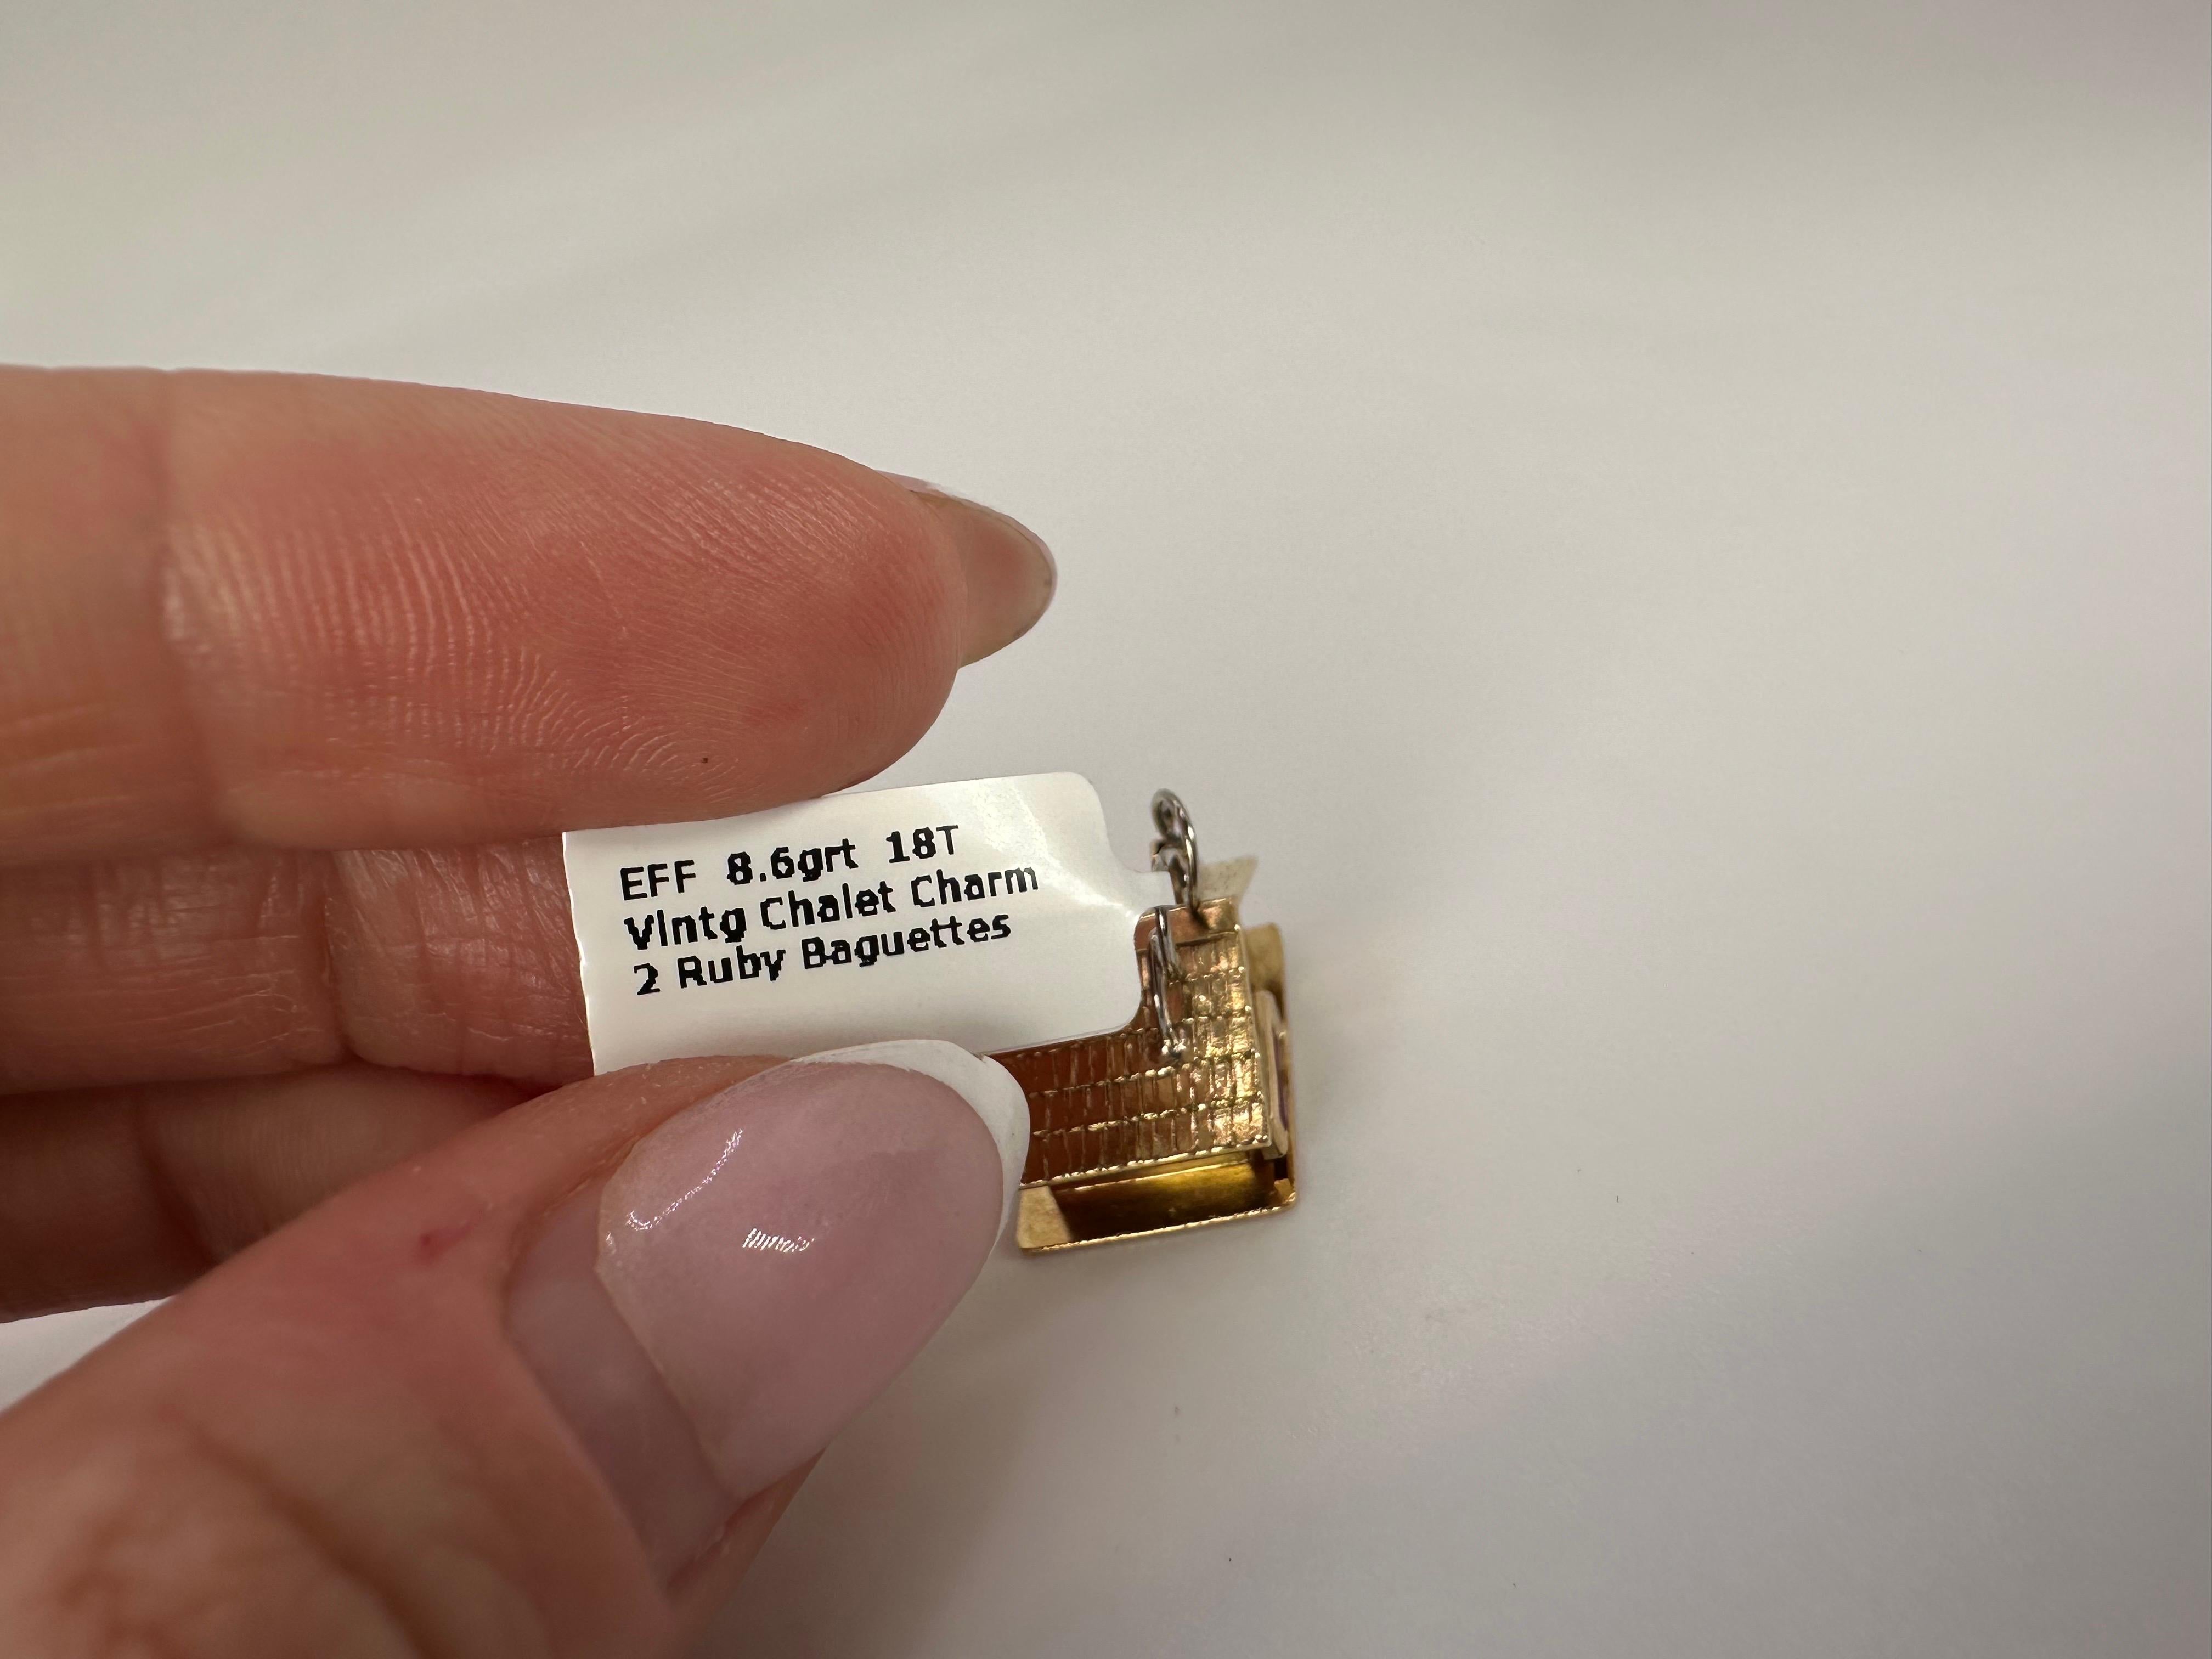 EFF 8.6grt 18T
Vintg Chalet Charm
2 Ruby Baguettes